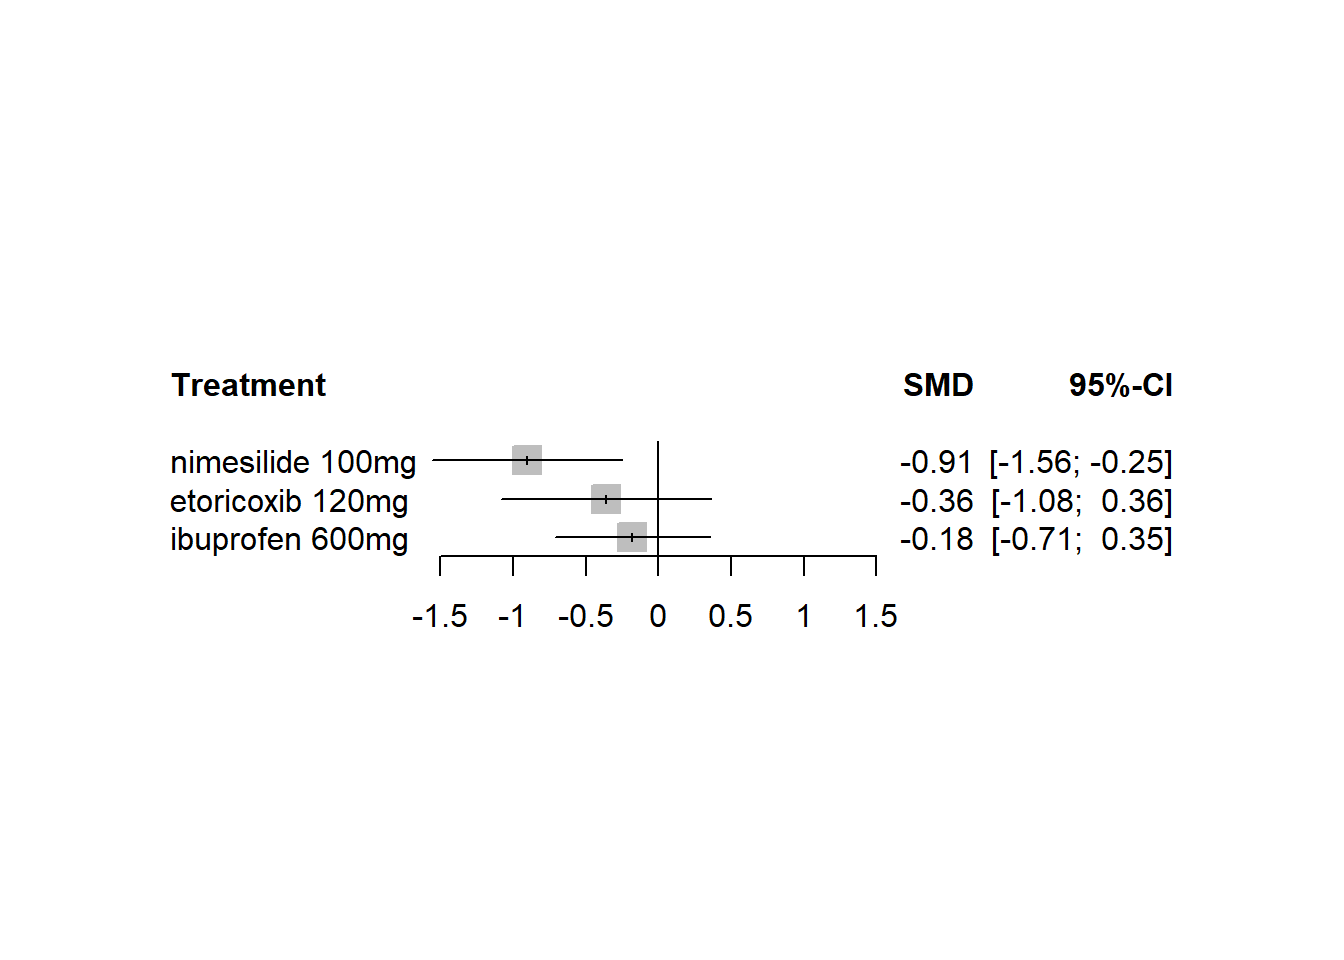 Treatment SMD 95%-CI
nimesilide 100mg -0.91 [-1.56; -0.25]
etoricoxib 120mg -0.36 [-1.08; 0.36]
ibuprofen 600mg -0.18 [-0.71; 0.35]
-1.5 -1 -0.5 0 0.5 1 1.5